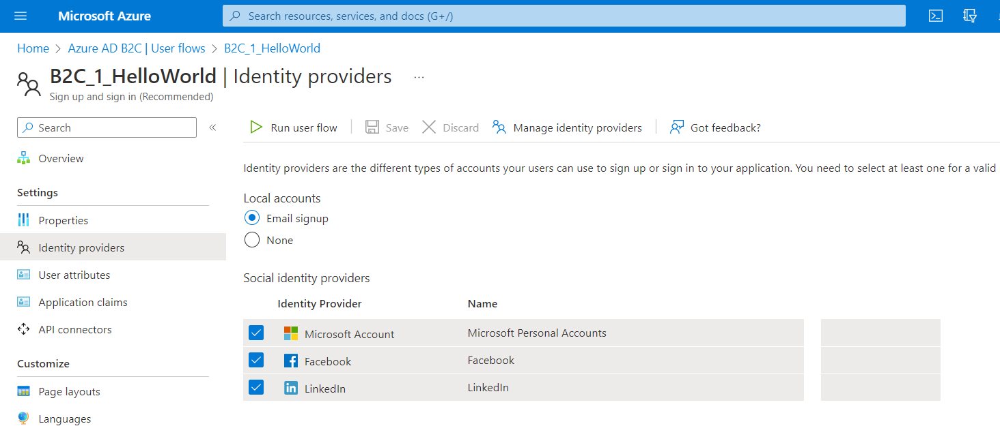 Microsoft Azure
Search resources, services, and docs (G+/)
Home > Azure AD B2C | User flows > B2C_1_HelloWorld
B2C_1_HelloWorld | Identity providers ...
Sign up and sign in (Recommended)
Search «
Overview
Settings
Properties
Identity providers
User attributes
Application claims
API connectors
Customize
Page layouts
Languages
Run user flow Save Discard Manage identity providers Got feedback?
Identity providers are the different types of accounts your users can use to sign up or sign in to your application. You need to select at least one for a valid
Local accounts
Email signup
None
Social identity providers
Identity Provider Name
Microsoft Account Microsoft Personal Accounts
Facebook Facebook
LinkedIn LinkedIn